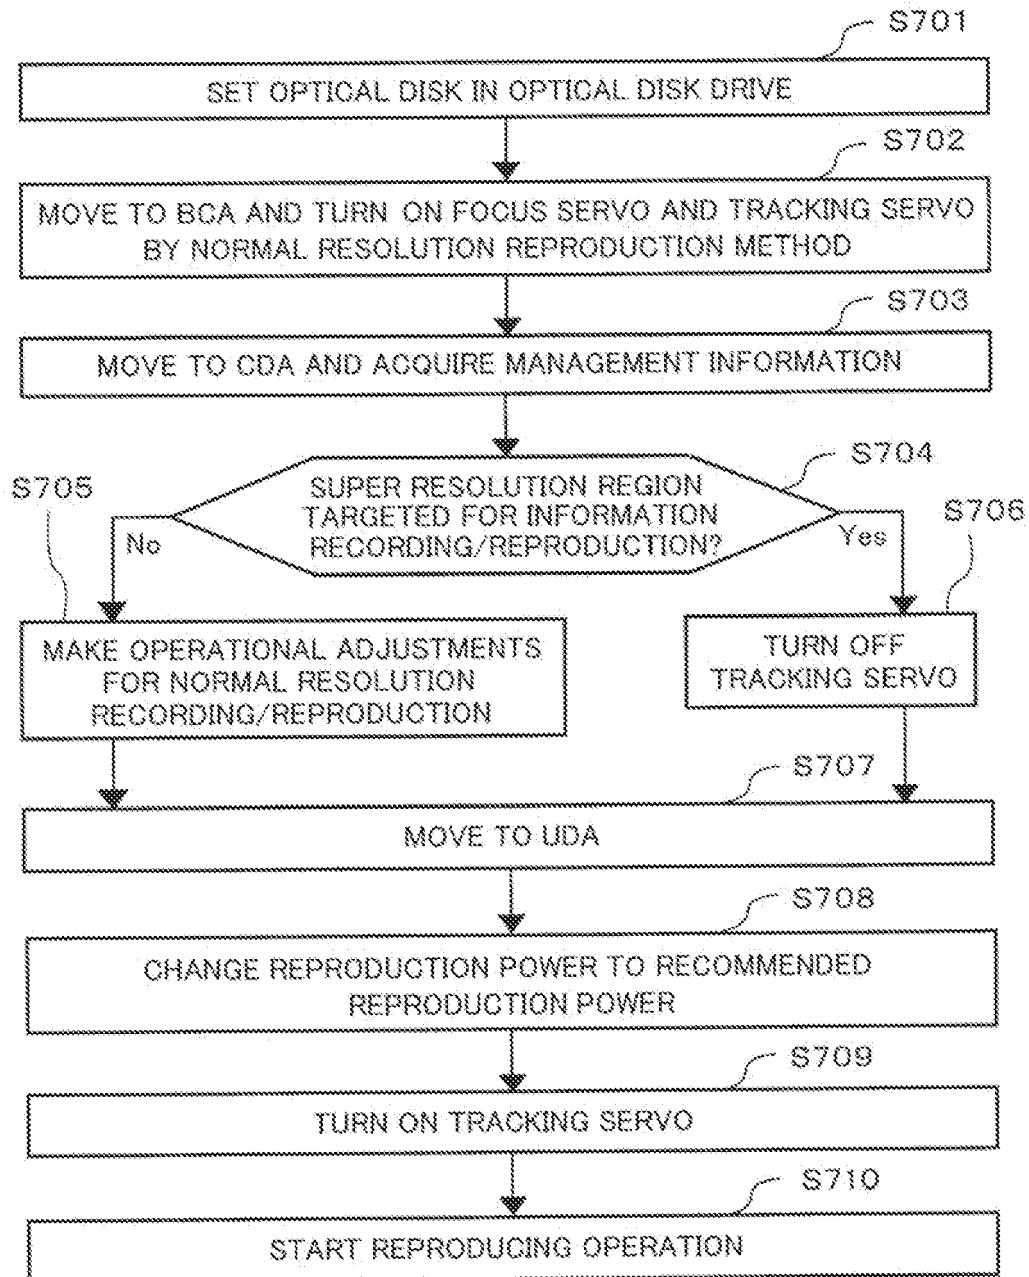 S701
SET OPTICAL DISK IN OPTICAL DISK DRIVE
S702
MOVE TO BCA AND TURN ON FOCUS SERVO AND TRACKING SERVO
BY NORMAL RESOLUTION REPRODUCTION METHOD
S703
MOVE TO CDA AND ACQUIRE MANAGEMENT INFORMATION
S704
SUPER RESOLUTION REGION
TARGETED FOR INFORMATION
RECORDING/REPRODUCTION?
S705
No
Yes
S706
MAKE OPERATIONAL ADJUSTMENTS
FOR NORMAL RESOLUTION
RECORDING/REPRODUCTION
TURN OFF
TRACKING SERVO
S707
MOVE TO UDA
S708
CHANGE REPRODUCTION POWER TO RECOMMENDED
REPRODUCTION POWER
S709
TURN ON TRACKING SERVO
S710
START REPRODUCING OPERATION